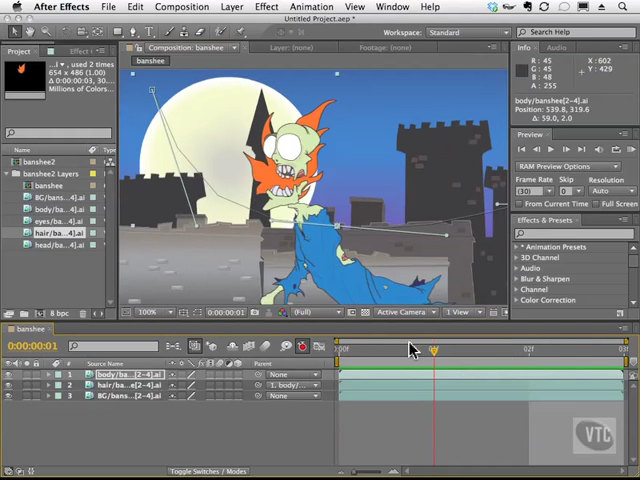 After Effects File Edit Composition Layer Effect Animation View Window Help
Untitled Project.aep *
Workspace: Standard Search Help
Project Effect Composition: banshee Layer: (none) Footage: (none) Info Audio
banshee
, used 2 times
654 x 486 (1.00)
Millions of Colors
R: 45
G: 45
B: 48
A: 255
X: 602
Y: 429
body/banshee[2-4].ai
539.8, 319.6
Δ: 59.0, 2.0
Preview
RAM Preview Options
Frame Rate Skip Resolution
(30) 0 Auto
From Current Time Full Screen
Effects & Presets
* Animation Presets
3D Channel
Audio
Blur & Sharpen
Channel
Color Correction
Name
banshee2
banshee2 Layers
banshee
BG/bans...4].ai
body/ba...4].ai
eyes/ba...4].ai
hair/ba...4].ai
head/ba...4].ai
8 bpc
100% 0:00:00:01 (Full) Active Camera 1 View
banshee
0:00:00:01
:00f 02f 03f
# Source Name Parent
1 body/ba...[2-4].ai None
2 hair/ba...e[2-4].ai 1. body/...
3 BG/bans...[2-4].ai None
Toggle Switches / Modes
VTC